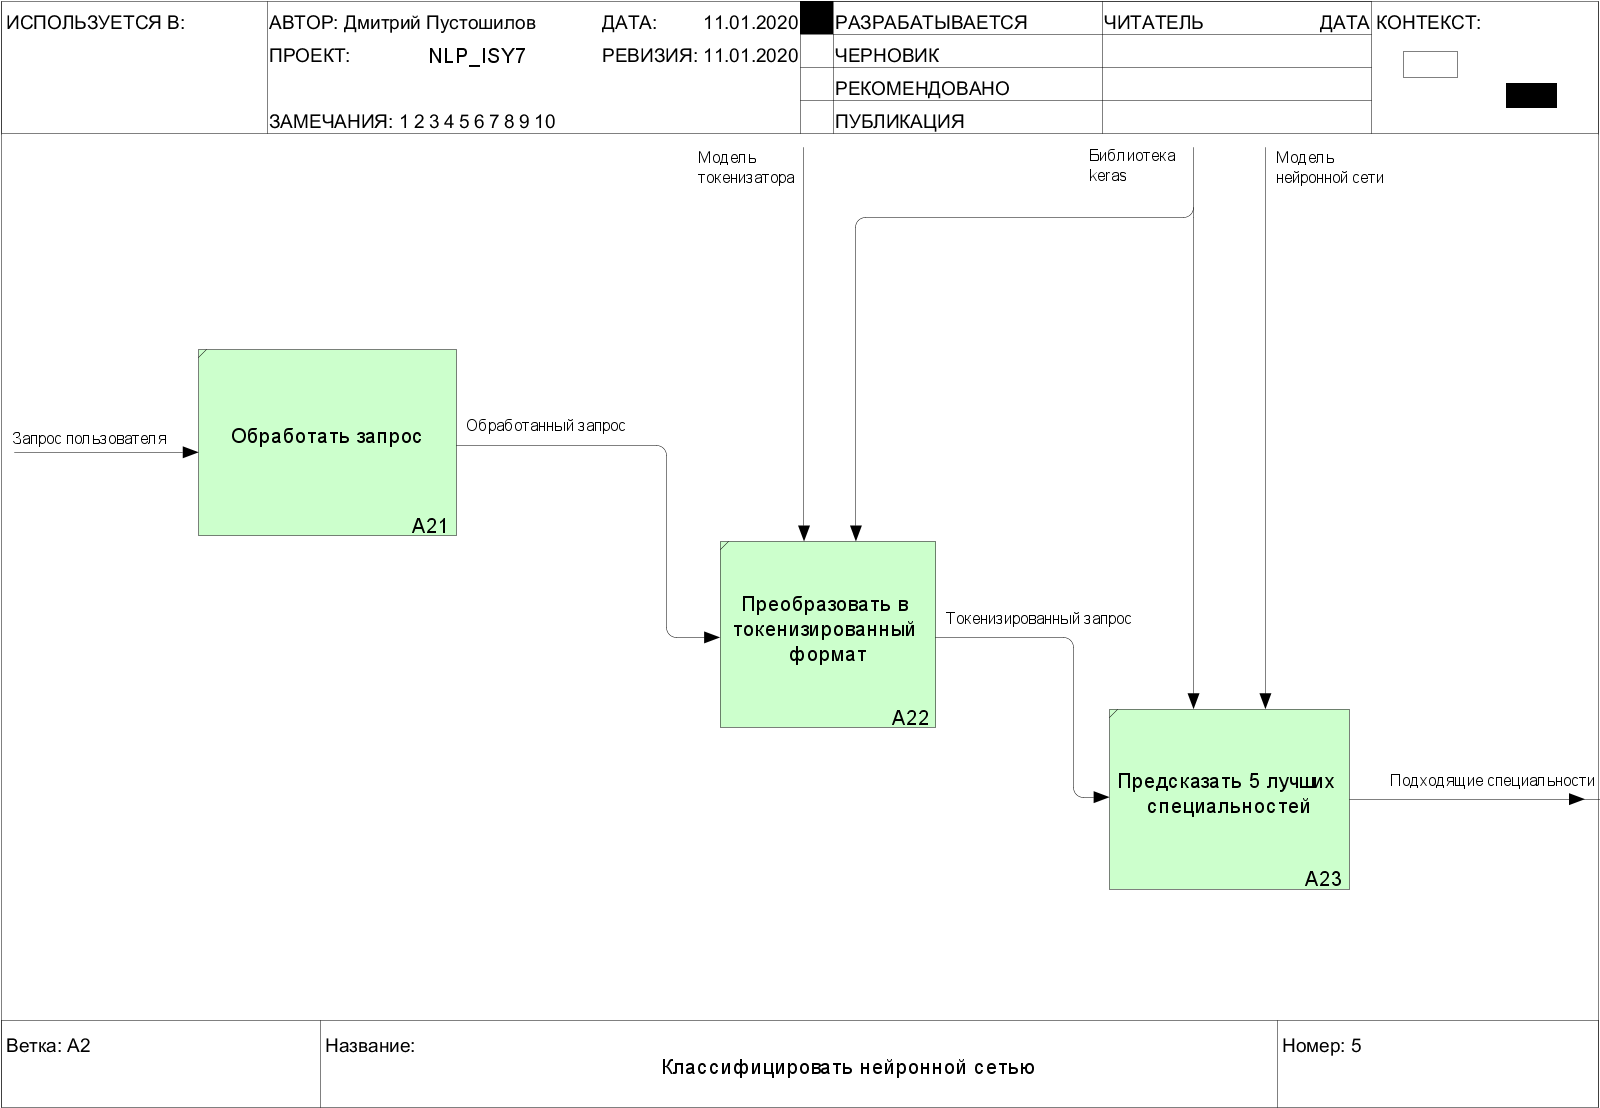 ИСПОЛЬЗУЕТСЯ В:
АВТОР: Дмитрий Пустошилов
ДАТА: 11.01.2020
ПРОЕКТ: NLP_ISY7
РЕВИЗИЯ: 11.01.2020
ЗАМЕЧАНИЯ: 1 2 3 4 5 6 7 8 9 10
РАЗРАБАТЫВАЕТСЯ
ЧЕРНОВИК
РЕКОМЕНДОВАНО
ПУБЛИКАЦИЯ
ЧИТАТЕЛЬ ДАТА
КОНТЕКСТ:
Модель
токенизатора
Библиотека
keras
Модель
нейронной сети
Запрос пользователя
Обработать запрос
A21
Обработанный запрос
Преобразовать в
токенизированный
формат
A22
Токенизированный запрос
Предсказать 5 лучших
специальностей
A23
Подходящие специальности
Ветка: A2
Название:
Классифицировать нейронной сетью
Номер: 5